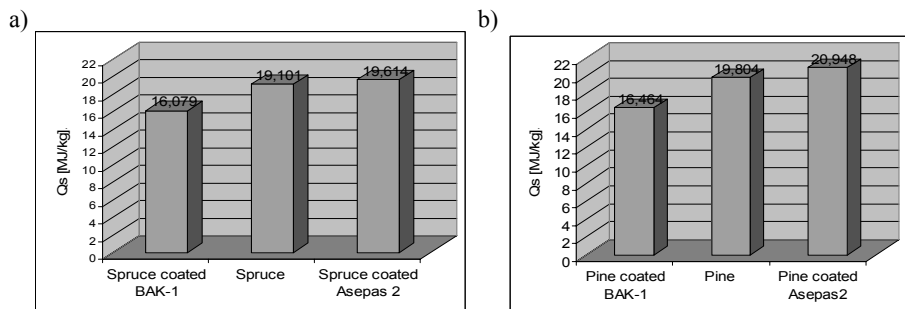 a)
22
20
18
16
14
12
10
8
6
4
2
0
Qs [MJ/kg].
16,079
19,101
19,614
Spruce coated
BAK-1
Spruce
Spruce coated
Asepas 2
b)
22
20
18
16
14
12
10
8
6
4
2
0
Qs [MJ/kg].
16,464
19,804
20,948
Pine coated
BAK-1
Pine
Pine coated
Asepas2